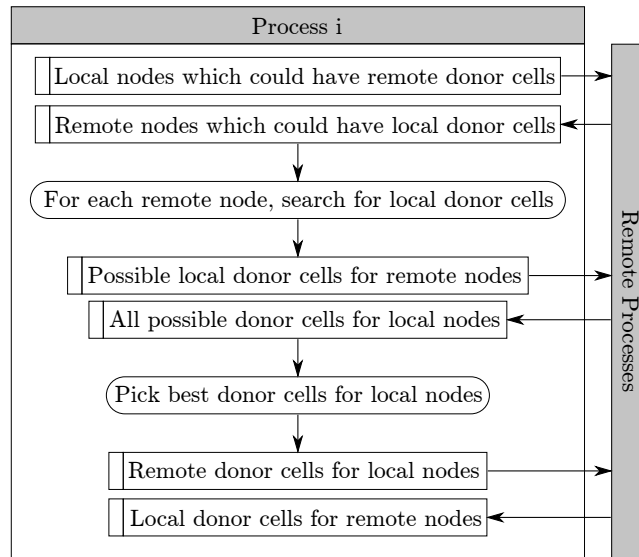 Process i
Local nodes which could have remote donor cells
Remote nodes which could have local donor cells
For each remote node, search for local donor cells
Possible local donor cells for remote nodes
All possible donor cells for local nodes
Pick best donor cells for local nodes
Remote donor cells for local nodes
Local donor cells for remote nodes
Remote Processes